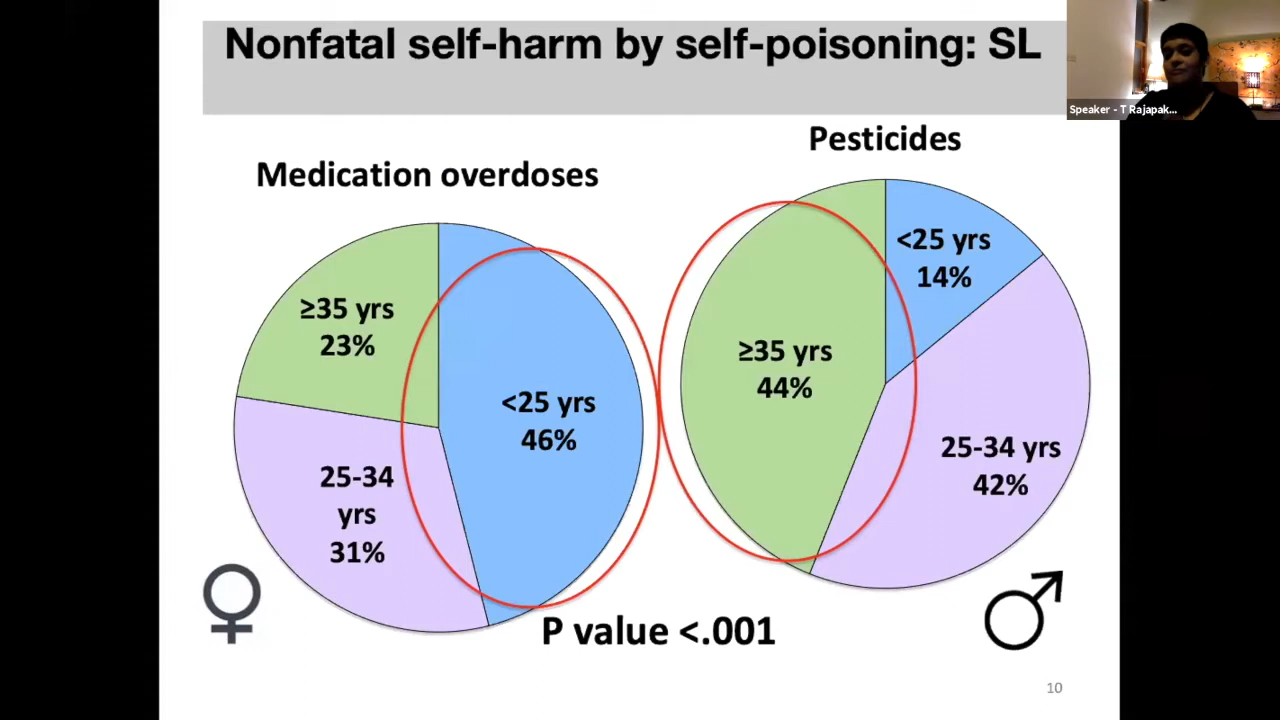 Nonfatal self-harm by self-poisoning: SL
Speaker - T Rajapak...
Medication overdoses
Pesticides
≥35 yrs
23%
<25 yrs
46%
25-34
yrs
31%
<25 yrs
14%
≥35 yrs
44%
25-34 yrs
42%
P value <.001
10